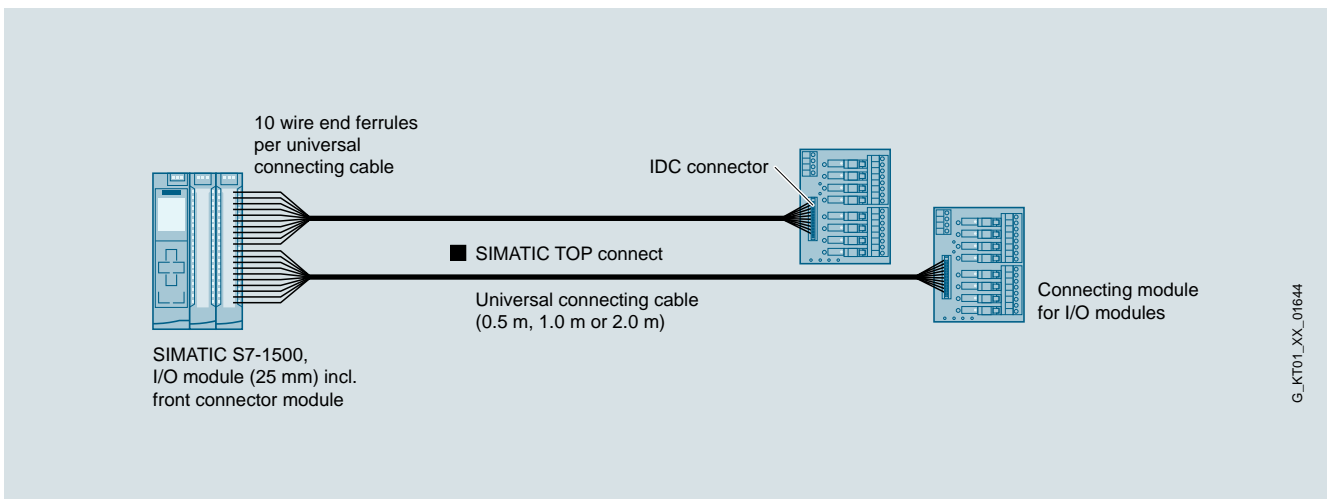 10 wire end ferrules
per universal
connecting cable
IDC connector
SIMATIC TOP connect
Universal connecting cable
(0.5 m, 1.0 m or 2.0 m)
Connecting module
for I/O modules
SIMATIC S7-1500,
I/O module (25 mm) incl.
front connector module
G_KT01_XX_01644